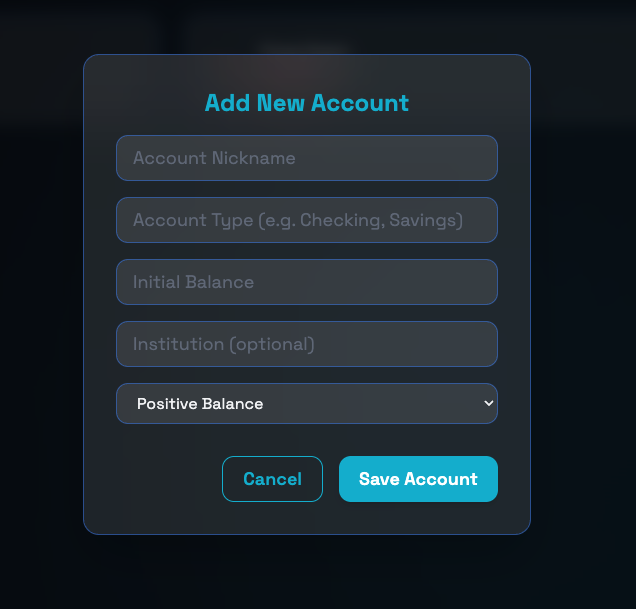 Add New Account
Account Nickname
Account Type (e.g. Checking, Savings)
Initial Balance
Institution (optional)
Positive Balance
Cancel
Save Account